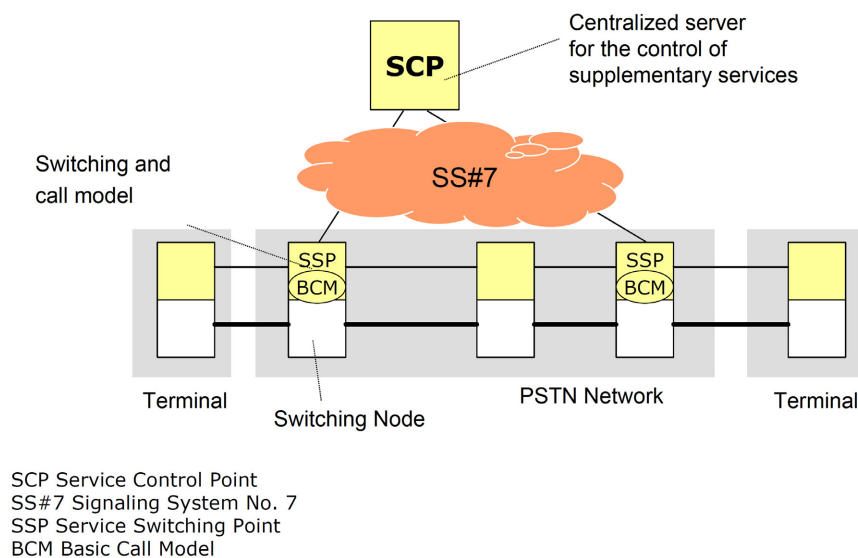 Centralized server
for the control of
supplementary services
SCP
SS#7
Switching and
call model
SSP
BCM
SSP
BCM
Terminal
Switching Node
PSTN Network
Terminal
SCP Service Control Point
SS#7 Signaling System No. 7
SSP Service Switching Point
BCM Basic Call Model